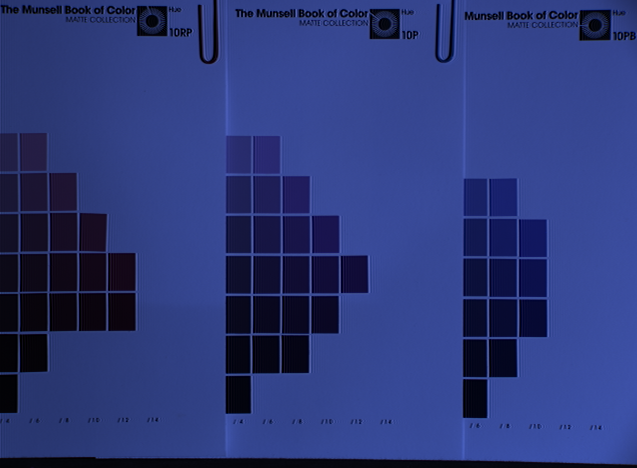 The Munsell Book of Color
MATTE COLLECTION
Hue
10RP
/4 /6 /8 /10 /12 /14
The Munsell Book of Color
MATTE COLLECTION
Hue
10P
/4 /6 /8 /10 /12 /14
Munsell Book of Color
MATTE COLLECTION
Hue
10PB
/6 /8 /10 /12 /14